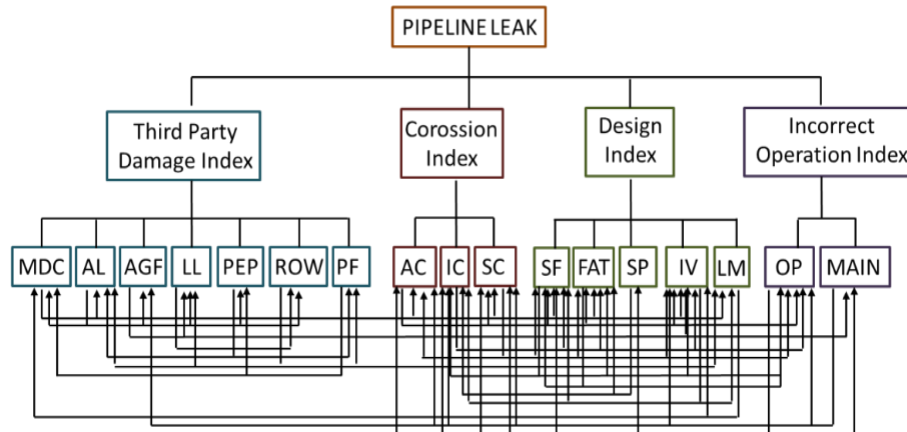 PIPELINE LEAK
Third Party
Damage Index
Corossion
Index
Design
Index
Incorrect
Operation Index
MDC
AL
AGF
LL
PEP
ROW
PF
AC
IC
SC
SF
FAT
SP
IV
LM
OP
MAIN